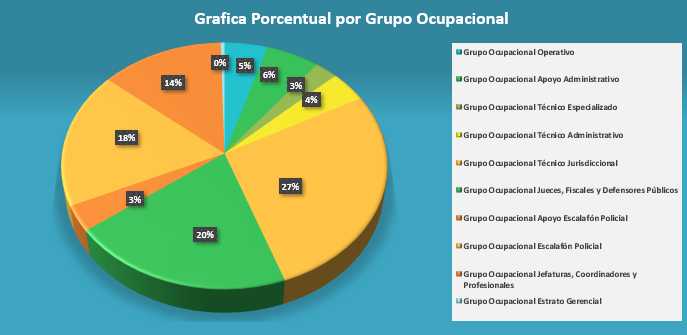 Grafica Porcentual por Grupo Ocupacional
0%
5%
6%
3%
4%
14%
18%
27%
3%
20%
Grupo Ocupacional Operativo
Grupo Ocupacional Apoyo Administrativo
Grupo Ocupacional Técnico Especializado
Grupo Ocupacional Técnico Administrativo
Grupo Ocupacional Técnico Jurisdiccional
Grupo Ocupacional Jueces, Fiscales y Defensores Públicos
Grupo Ocupacional Apoyo Escalafón Policial
Grupo Ocupacional Escalafón Policial
Grupo Ocupacional Jefaturas, Coordinadores y
Profesionales
Grupo Ocupacional Estrato Gerencial